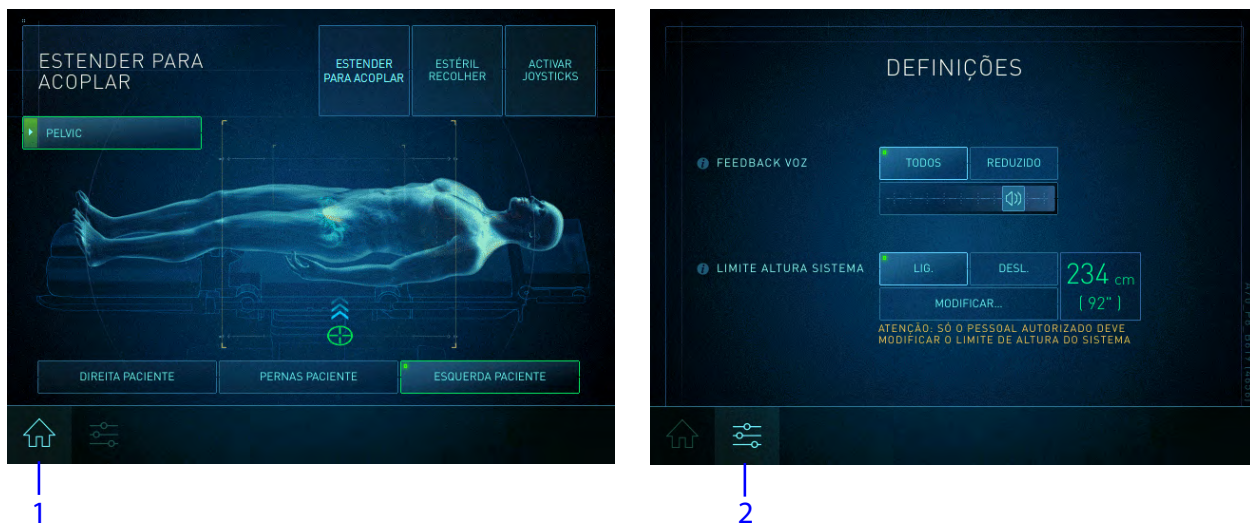 ESTENDER PARA
ACOPLAR
ESTENDER
PARA ACOPLAR
ESTÉRIL
RECOLHER
ACTIVAR
JOYSTICKS
PELVIC
DIREITA PACIENTE
PERNAS PACIENTE
ESQUERDA PACIENTE
1
DEFINIÇÕES
FEEDBACK VOZ
TODOS
REDUZIDO
LIMITE ALTURA SISTEMA
LIG.
DESL.
234 cm
MODIFICAR...
( 92" )
ATENÇÃO: SÓ O PESSOAL AUTORIZADO DEVE
MODIFICAR O LIMITE DE ALTURA DO SISTEMA
2